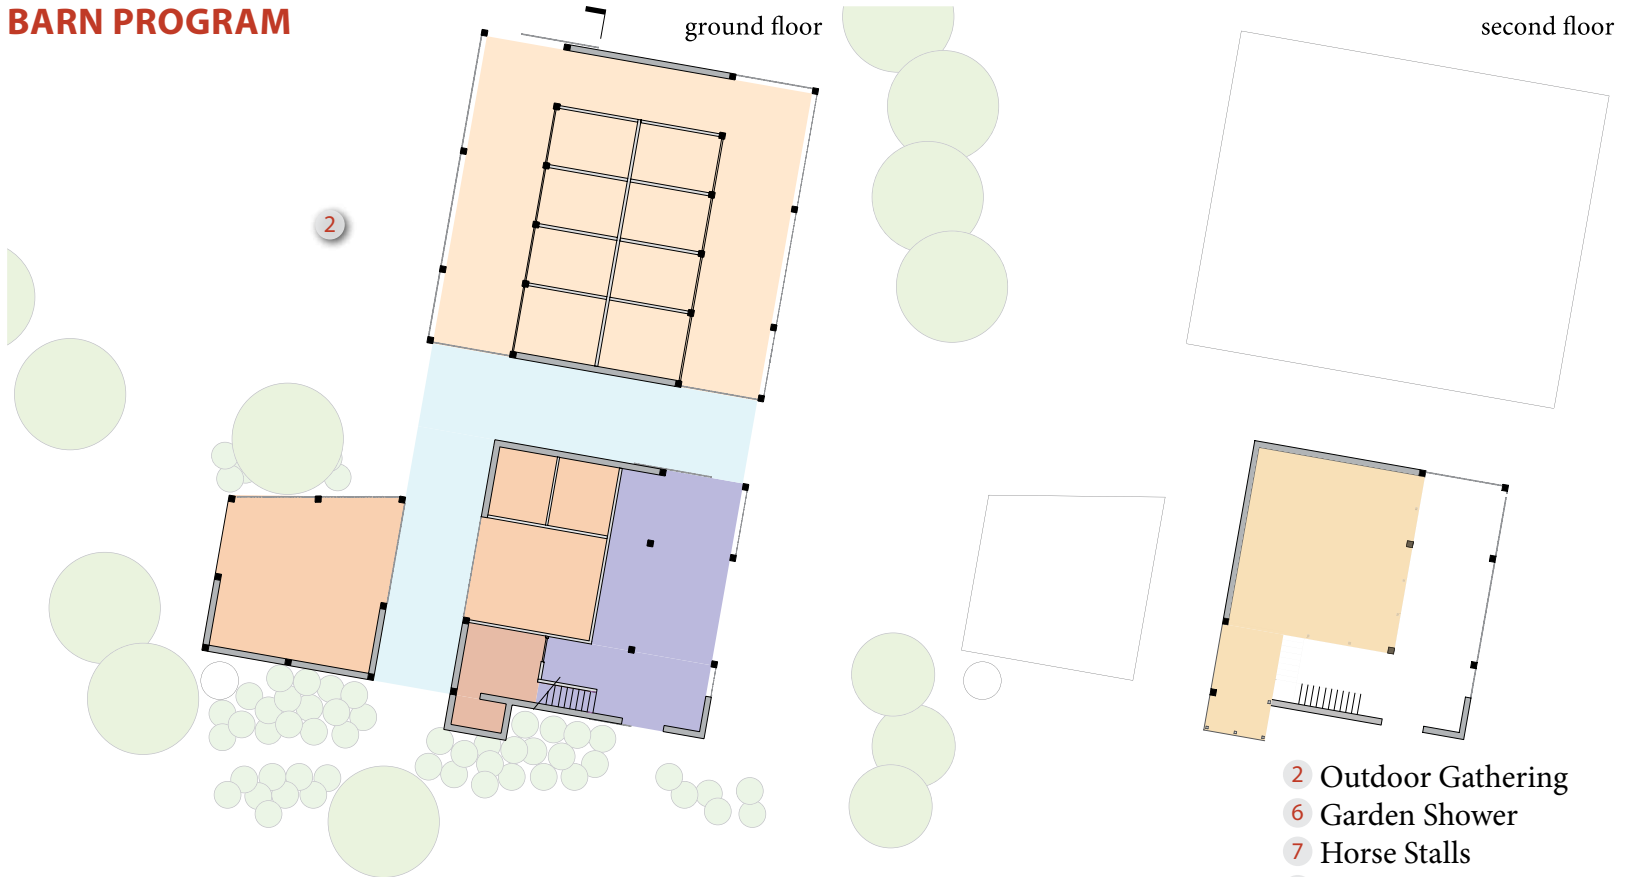 BARN PROGRAM
ground floor
second floor
2
2 Outdoor Gathering
6 Garden Shower
7 Horse Stalls